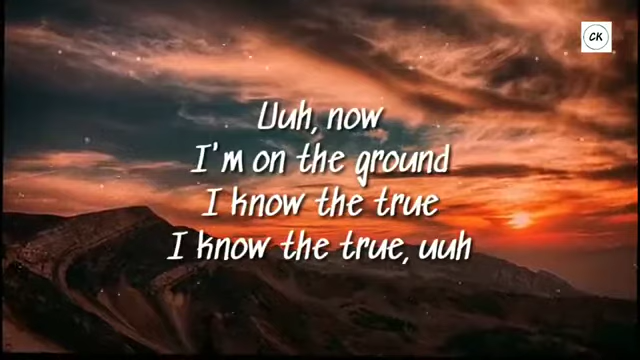 CK
Uuh, now
I'm on the ground
I know the true
I know the true, uuh